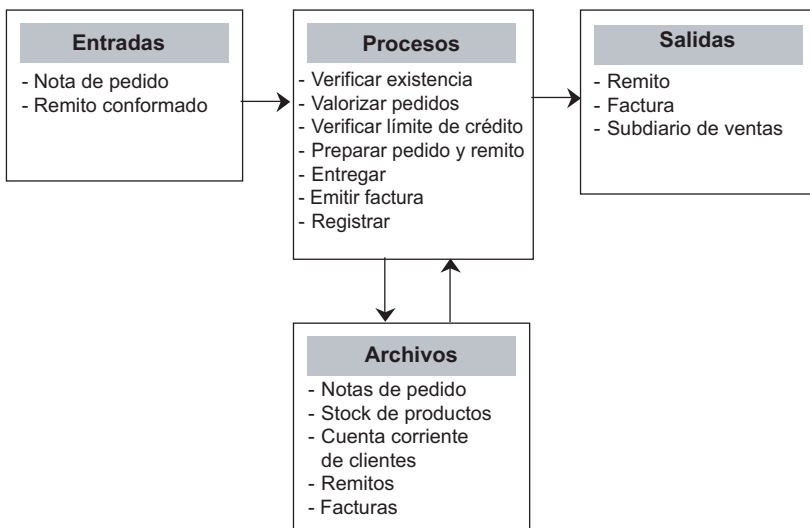 Entradas
- Nota de pedido
- Remito conformado
Procesos
- Verificar existencia
- Valorizar pedidos
- Verificar límite de crédito
- Preparar pedido y remito
- Entregar
- Emitir factura
- Registrar
Salidas
- Remito
- Factura
- Subdiario de ventas
Archivos
- Notas de pedido
- Stock de productos
- Cuenta corriente
de clientes
- Remitos
- Facturas